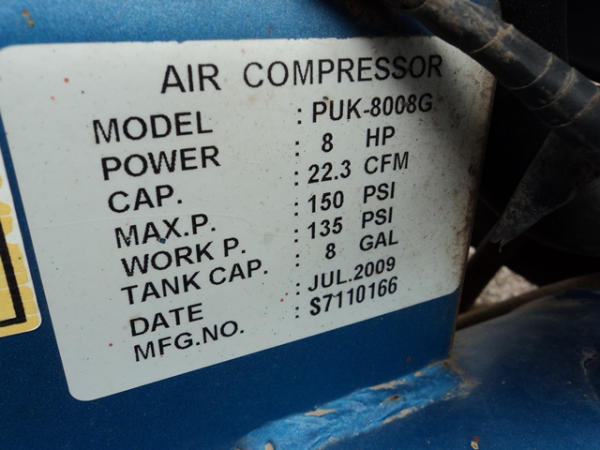 AIR COMPRESSOR
MODEL : PUK-8008G
POWER : 8 HP
CAP. : 22.3 CFM
MAX.P. : 150 PSI
WORK P. : 135 PSI
TANK CAP. : 8 GAL
DATE : JUL.2009
MFG.NO. : S7110166